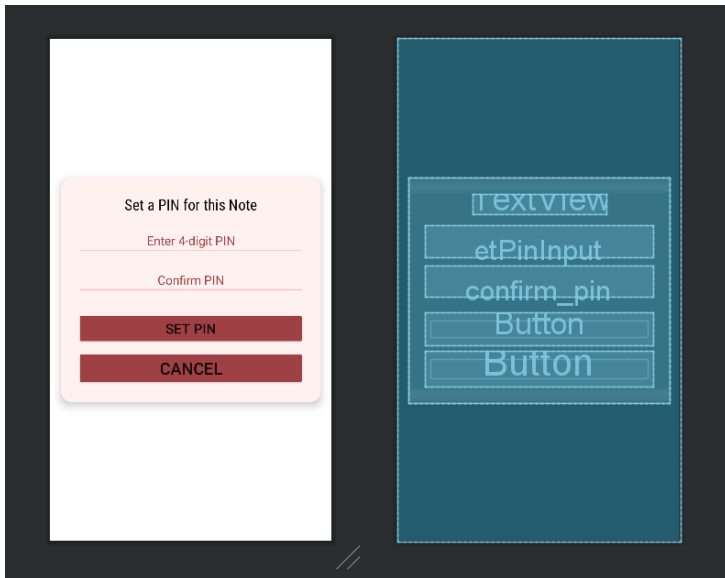 Set a PIN for this Note
Enter 4-digit PIN
Confirm PIN
SET PIN
CANCEL
TextView
etPinInput
confirm_pin
Button
Button